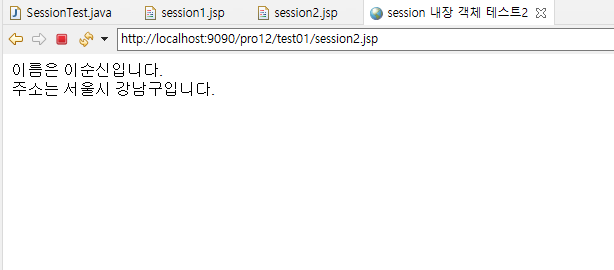 SessionTest.java session1.jsp session2.jsp session 내장 객체 테스트2
http://localhost:9090/pro12/test01/session2.jsp
이름은 이순신입니다.
주소는 서울시 강남구입니다.